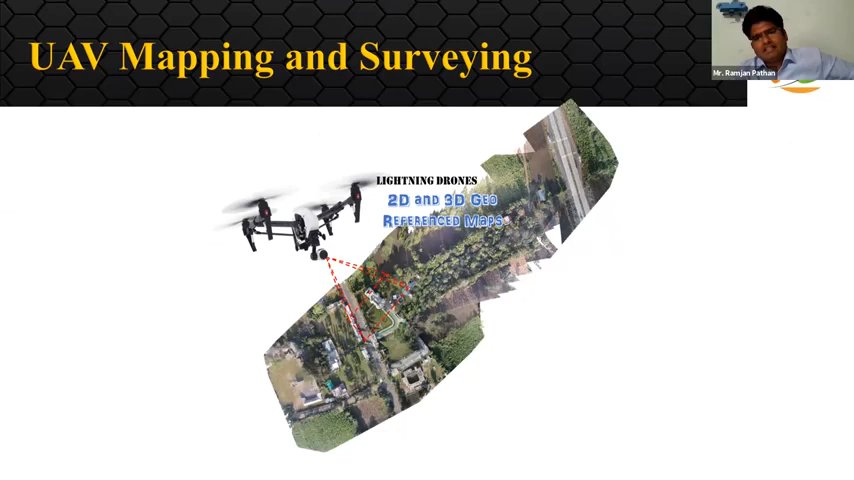 UAV Mapping and Surveying
Mr. Ramjan Pathan
LIGHTNING DRONES
2D and 3D Geo
Referenced Maps